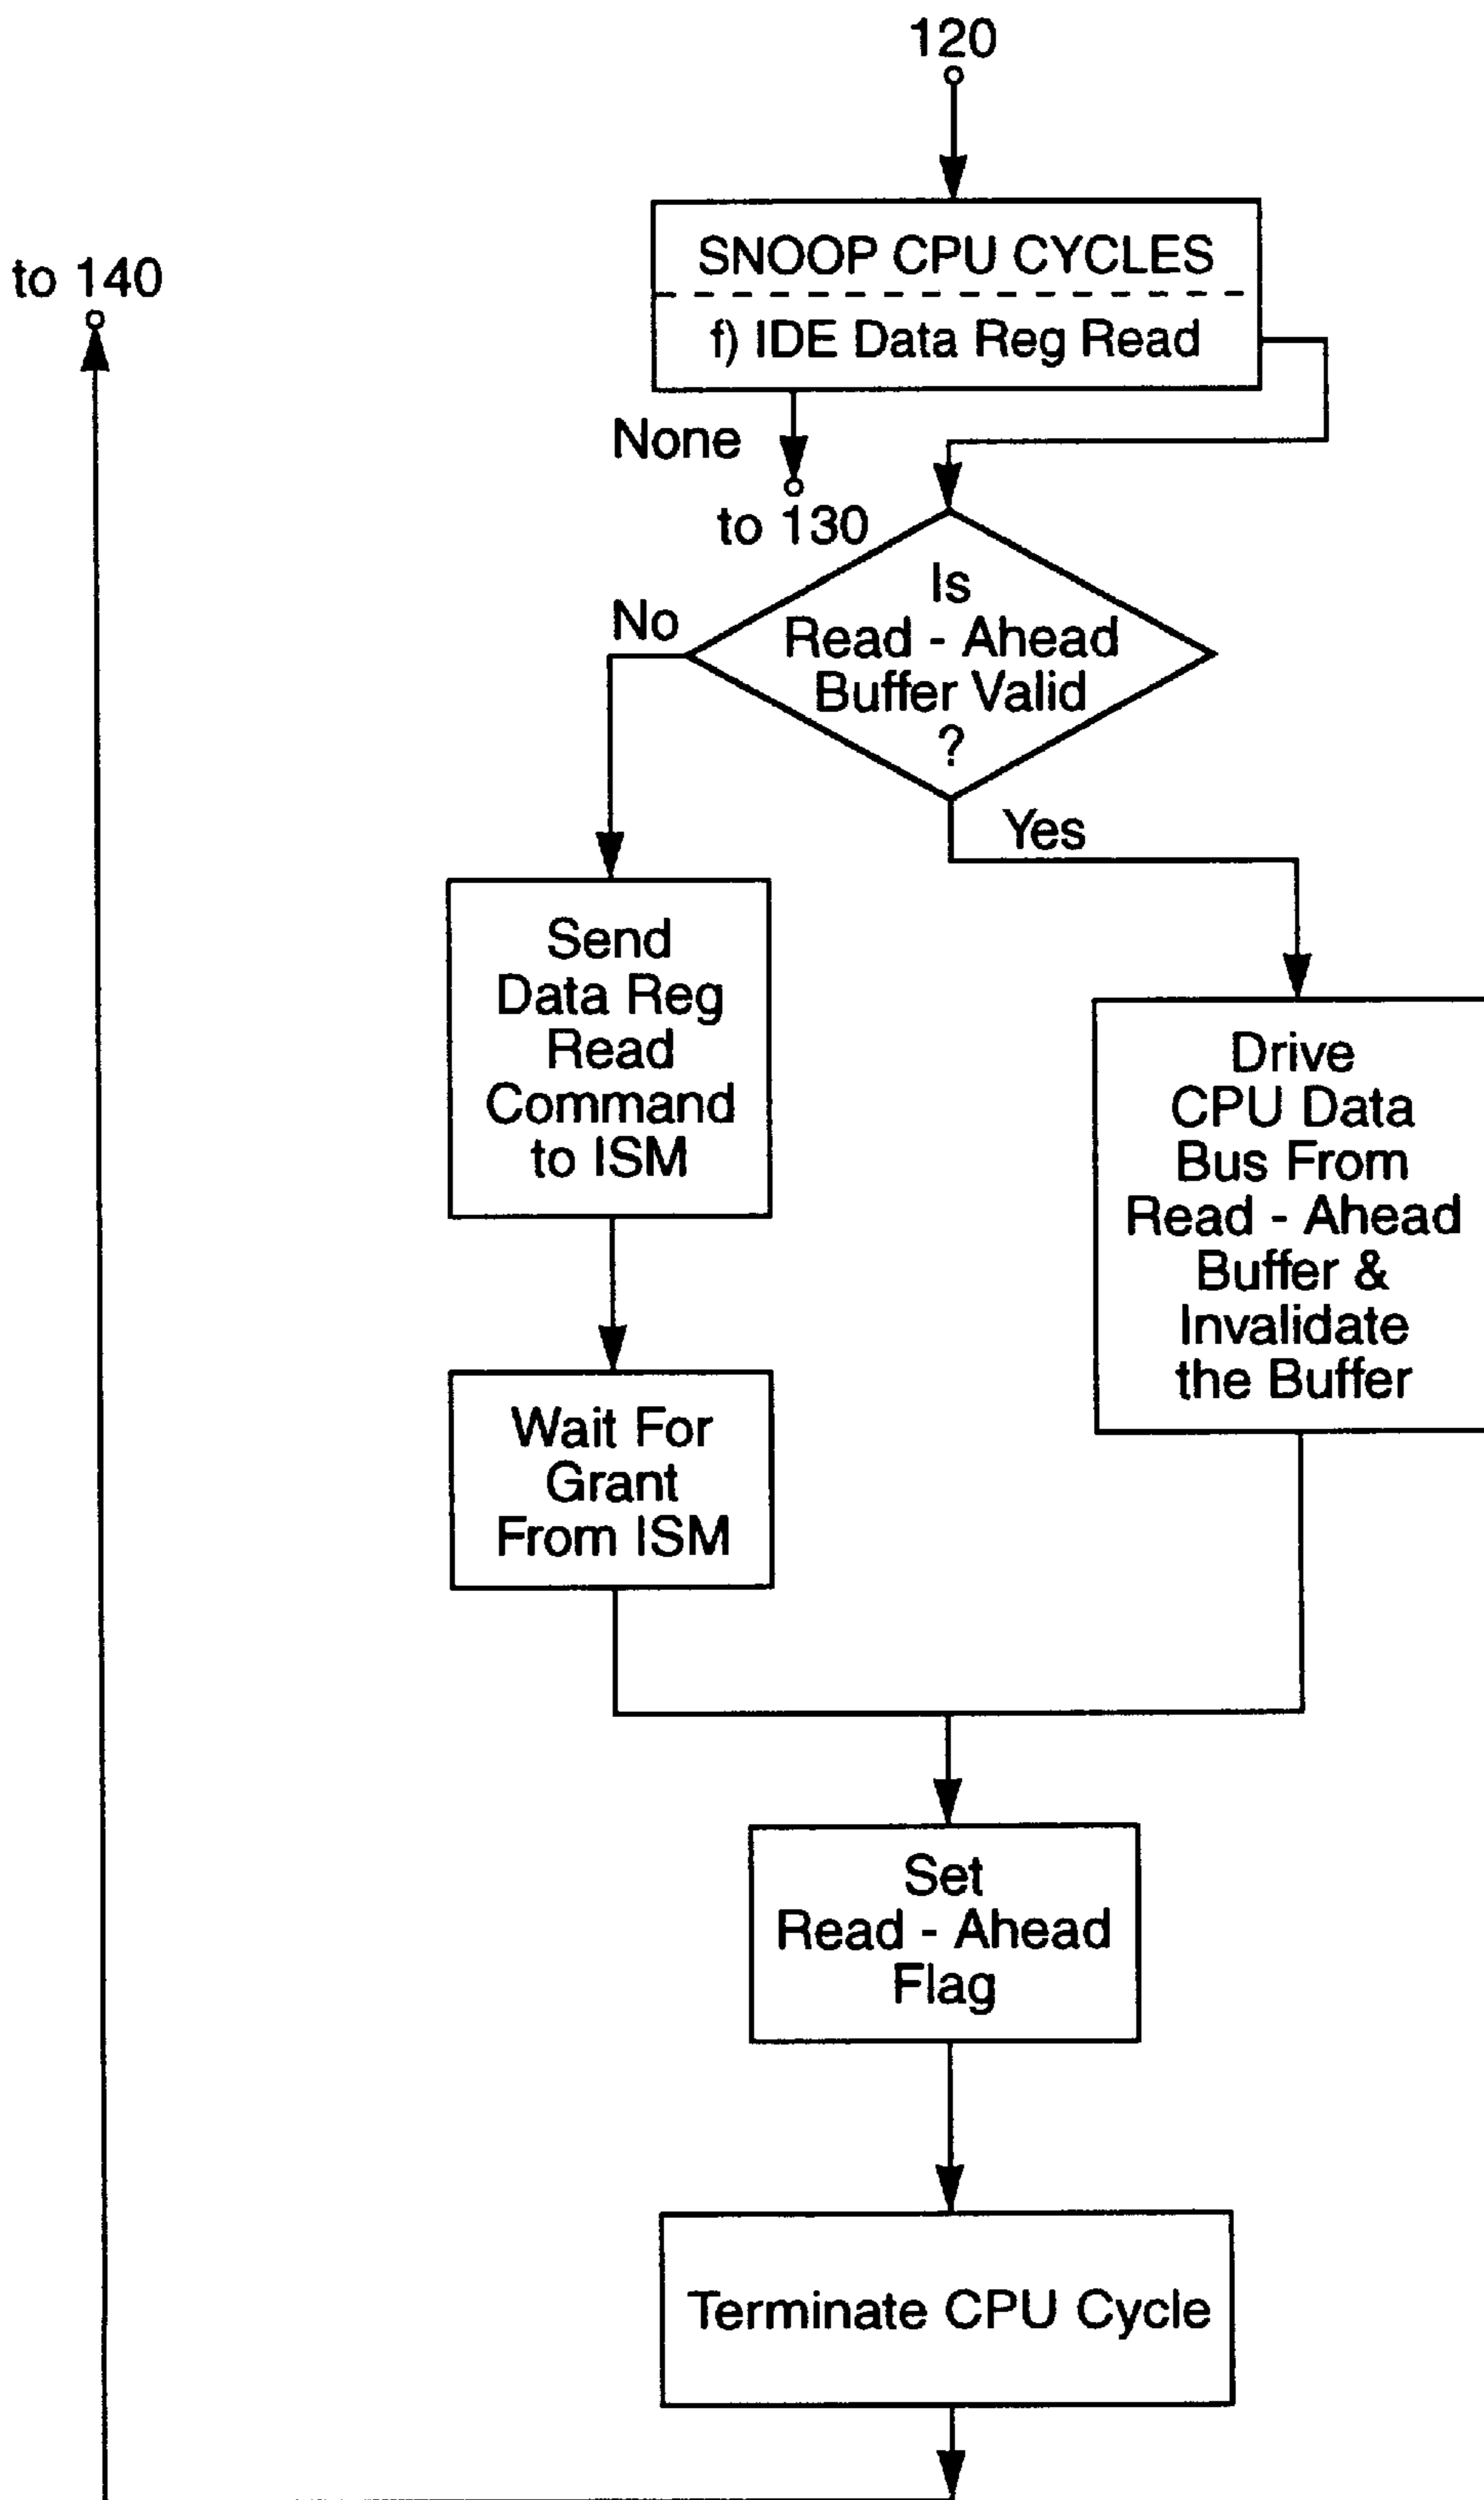 120
to 140
SNOOP CPU CYCLES
f) IDE Data Reg Read
None
to 130
Is
Read - Ahead
Buffer Valid
?
No
Yes
Send
Data Reg
Read
Command
to ISM
Drive
CPU Data
Bus From
Read - Ahead
Buffer &
Invalidate
the Buffer
Wait For
Grant
From ISM
Set
Read - Ahead
Flag
Terminate CPU Cycle